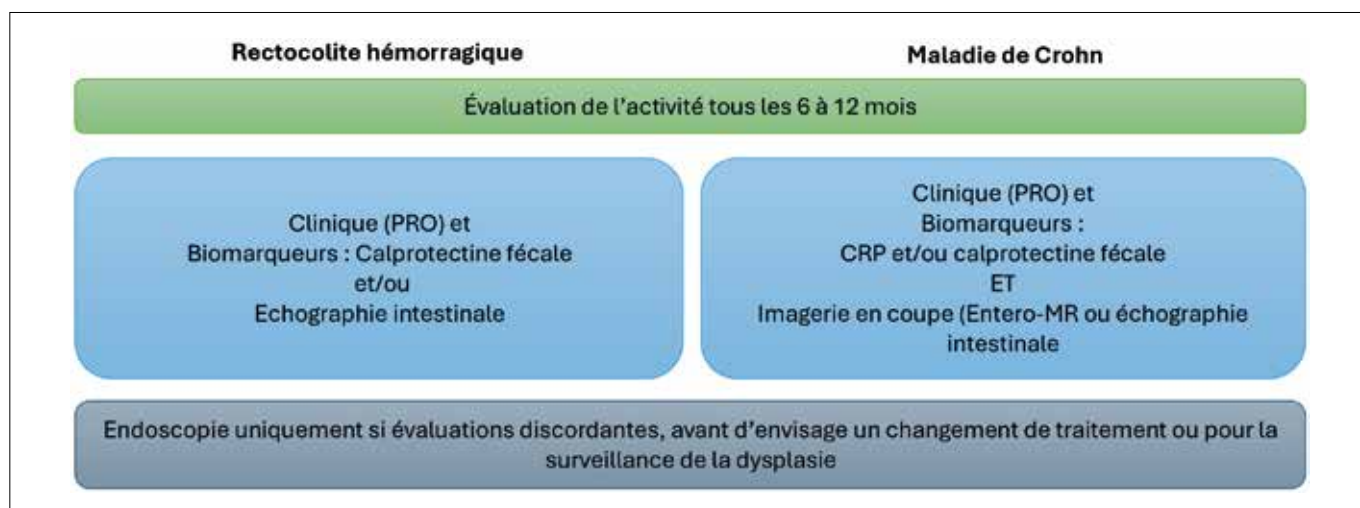 Rectocolite hémorragique
Maladie de Crohn
Évaluation de l'activité tous les 6 à 12 mois
Clinique (PRO) et
Biomarqueurs : Calprotectine fécale
et/ou
Echographie intestinale
Clinique (PRO) et
Biomarqueurs :
CRP et/ou calprotectine fécale
ET
Imagerie en coupe (Entero-MR ou échographie
intestinale
Endoscopie uniquement si évaluations discordantes, avant d'envisage un changement de traitement ou pour la
surveillance de la dysplasie